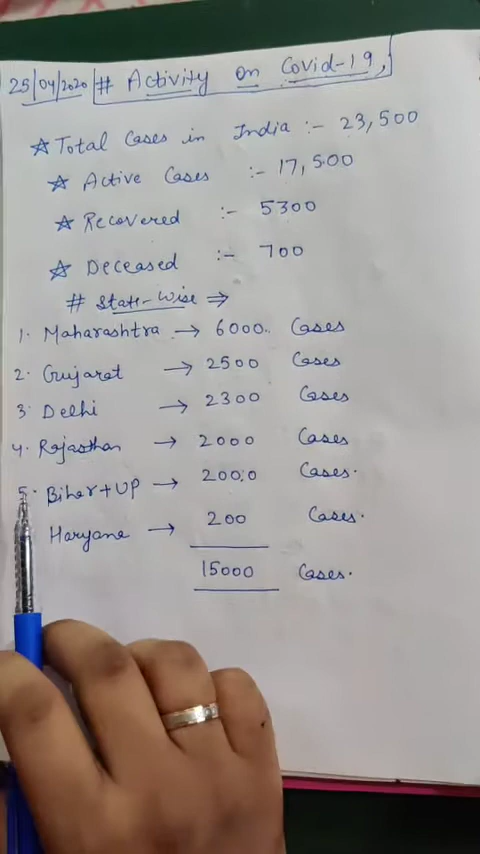 25/04/2020 # Activity on Covid-19,
☆ Total Cases in India :- 23,500
☆ Active Cases :- 17,500
☆ Recovered :- 5300
☆ Deceased :- 700
# State-Wise ⇒
1. Maharashtra → 6000. Cases
2. Gujarat → 2500 Cases
3. Delhi → 2300 Cases
4. Rajasthan → 2000 Cases
5. Bihar+UP → 2000 Cases.
Haryana → 200 Cases.
15000 Cases.